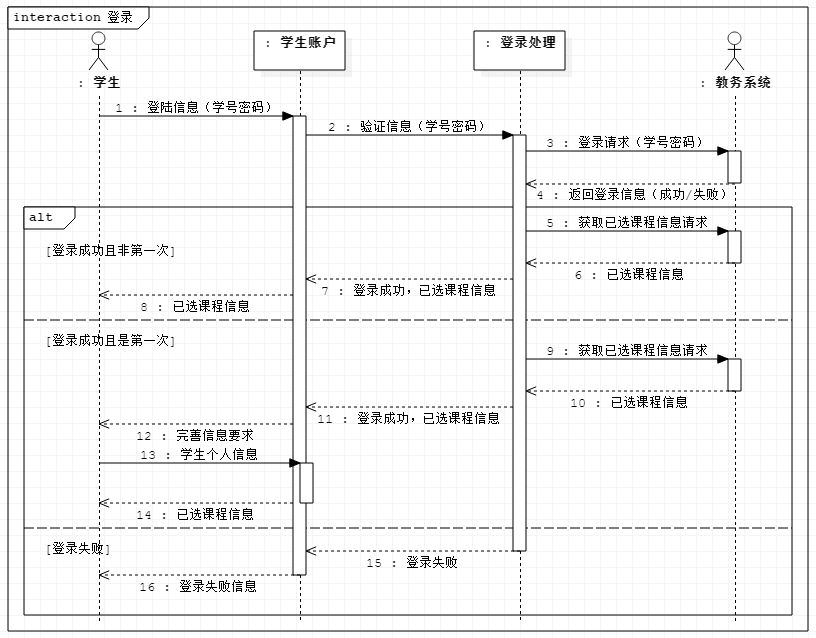 interaction 登录
: 学生
: 学生账户
: 登录处理
: 教务系统
1 : 登陆信息（学号密码）
2 : 验证信息（学号密码）
3 : 登录请求（学号密码）
4 : 返回登录信息（成功/失败）
alt
[登录成功且非第一次]
5 : 获取已选课程信息请求
6 : 已选课程信息
7 : 登录成功，已选课程信息
8 : 已选课程信息
[登录成功且是第一次]
9 : 获取已选课程信息请求
10 : 已选课程信息
11 : 登录成功，已选课程信息
12 : 完善信息要求
13 : 学生个人信息
14 : 已选课程信息
[登录失败]
15 : 登录失败
16 : 登录失败信息